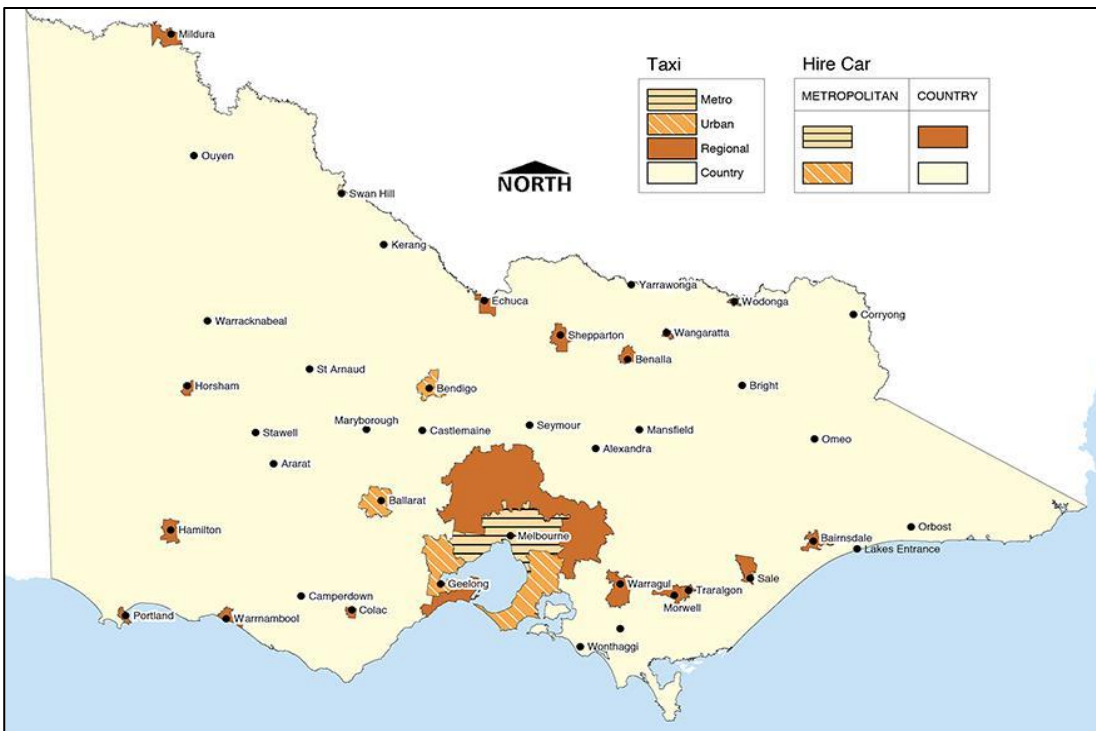 Mildura
Taxi
Hire Car
METROPOLITAN
COUNTRY
Metro
Urban
Regional
Country
Ouyen
NORTH
Swan Hill
Kerang
Yarrawonga
Echuca
Wodonga
Corryong
Warracknabeal
Shepparton
Wangaratta
Benalla
St Arnaud
Horsham
Bendigo
Bright
Maryborough
Stawell
Castlemaine
Seymour
Mansfield
Omeo
Alexandra
Ararat
Ballarat
Hamilton
Melbourne
Orbost
Bairnsdale
Lakes Entrance
Geelong
Warragul
Sale
Traralgon
Morwell
Camperdown
Colac
Portland
Warrnambool
Wonthaggi